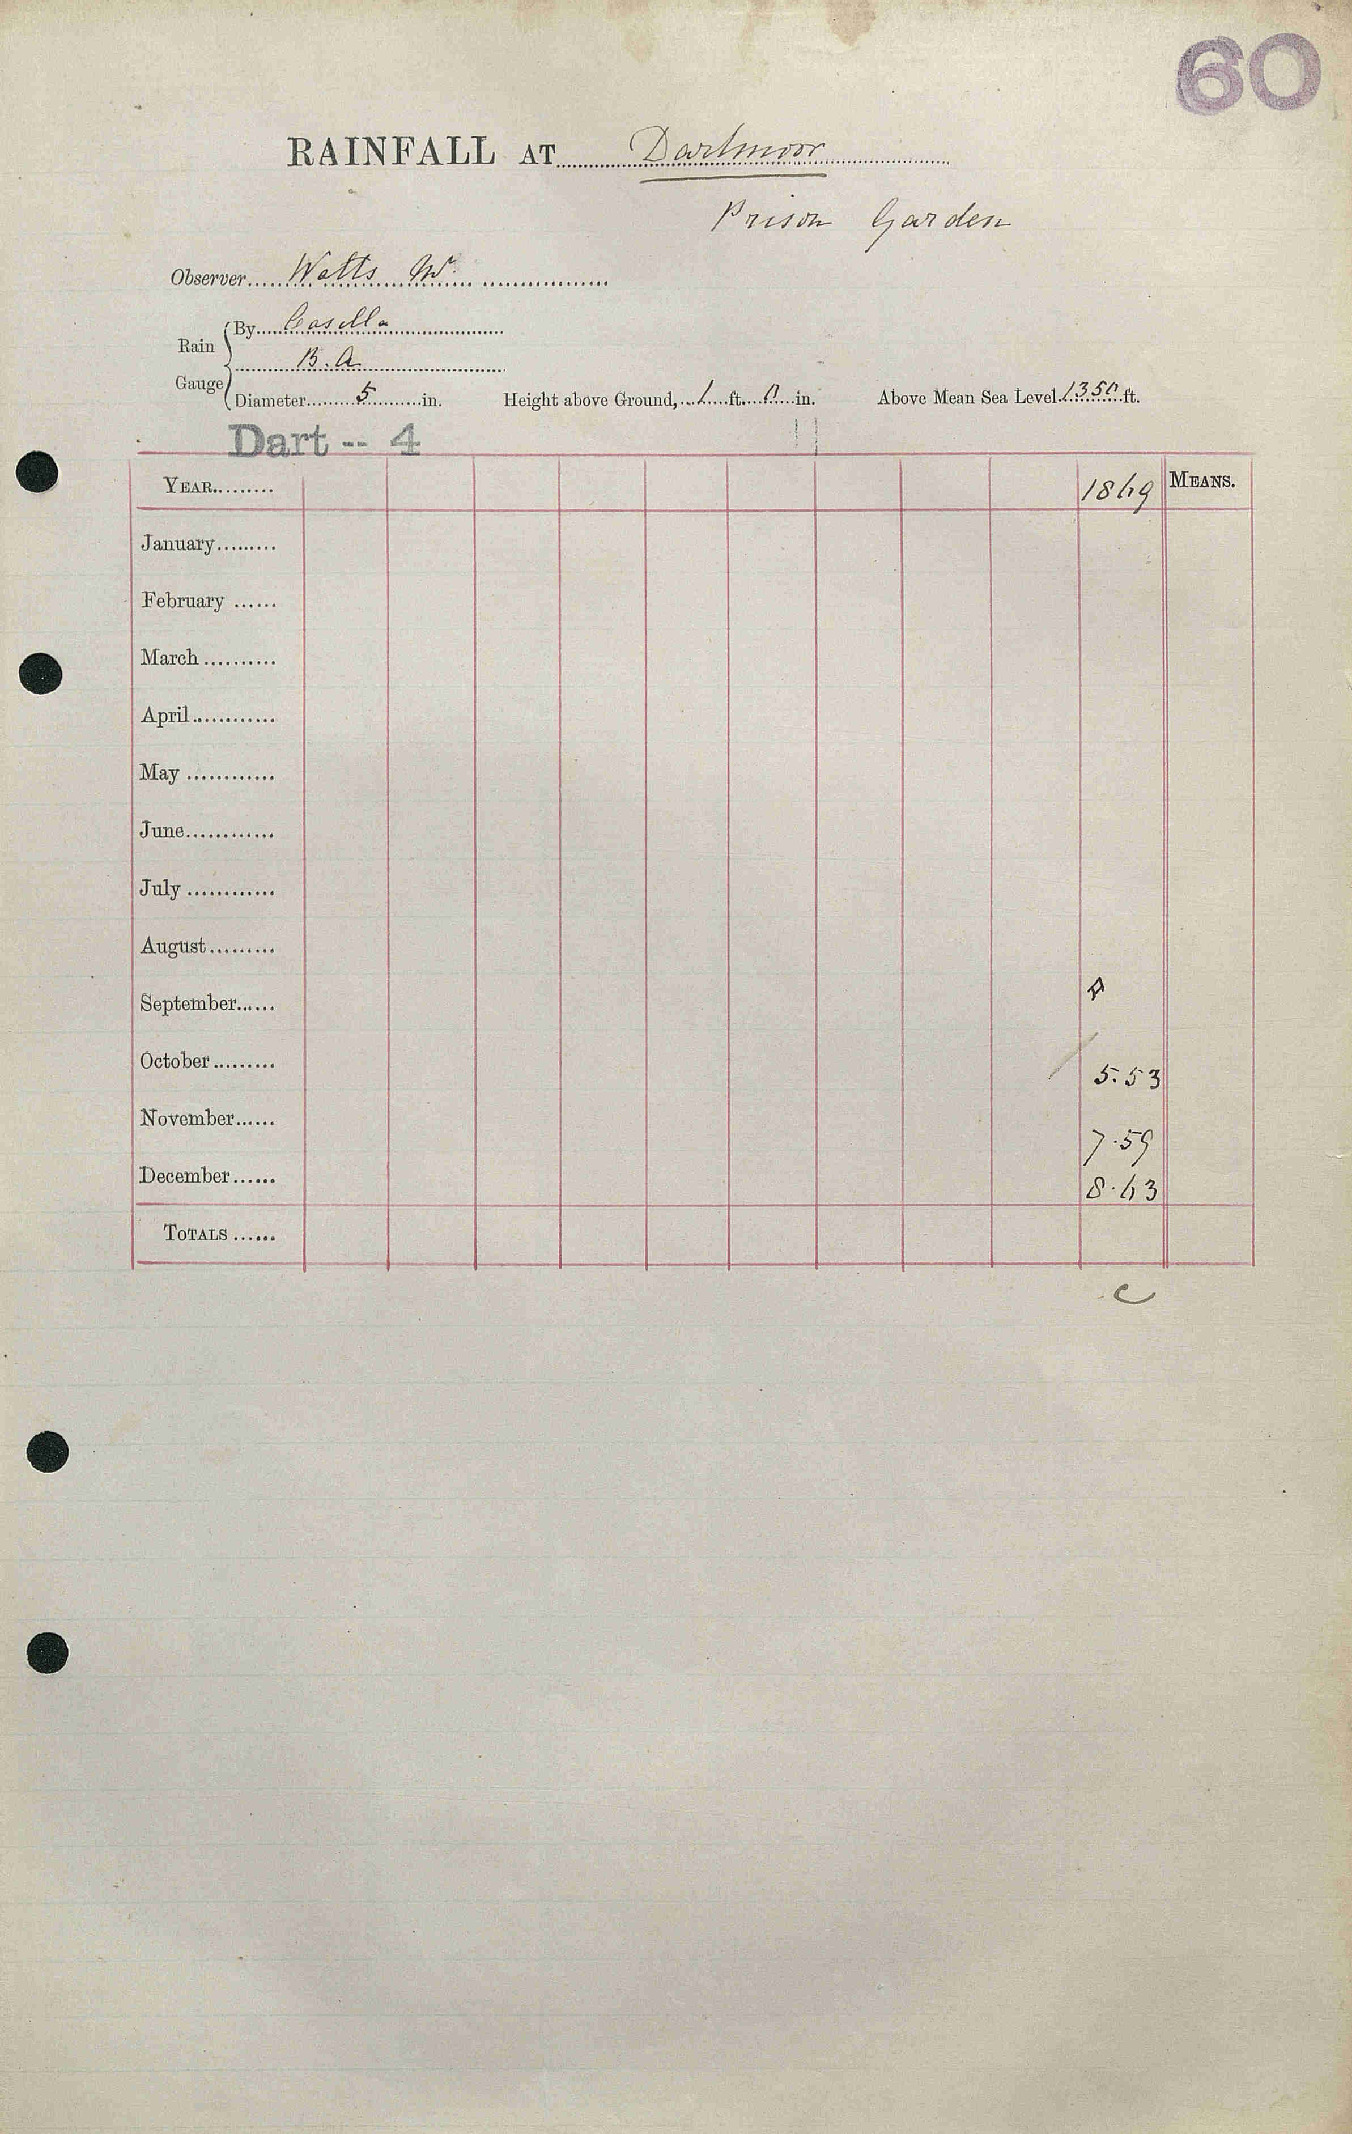 60
RAINFALL AT Dartmoor
Prison Garden
Observer Watts Mr
Rain Gauge
By Casella
B.A
Diameter 5 in. Height above Ground, 1 ft. 0 in. Above Mean Sea Level 1350 ft.
Dart -- 4
YEAR 1869 MEANS.
January
February
March
April
May
June
July
August
September
October 5.53
November 7.59
December 8.63
TOTALS
c